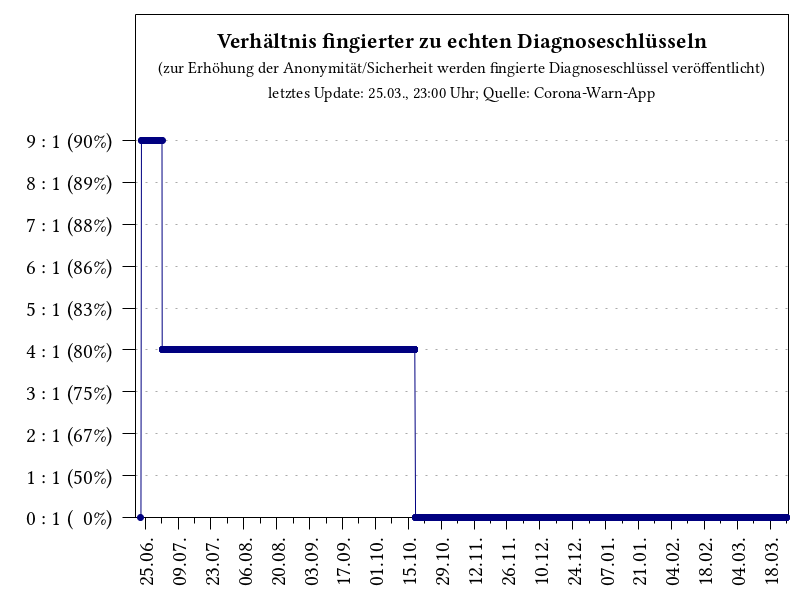 Verhältnis fingierter zu echten Diagnoseschlüsseln
(zur Erhöhung der Anonymität/Sicherheit werden fingierte Diagnoseschlüssel veröffentlicht)
letztes Update: 25.03., 23:00 Uhr; Quelle: Corona-Warn-App
9 : 1 (90%)
8 : 1 (89%)
7 : 1 (88%)
6 : 1 (86%)
5 : 1 (83%)
4 : 1 (80%)
3 : 1 (75%)
2 : 1 (67%)
1 : 1 (50%)
0 : 1 ( 0%)
25.06.
09.07.
23.07.
06.08.
20.08.
03.09.
17.09.
01.10.
15.10.
29.10.
12.11.
26.11.
10.12.
24.12.
07.01.
21.01.
04.02.
18.02.
04.03.
18.03.